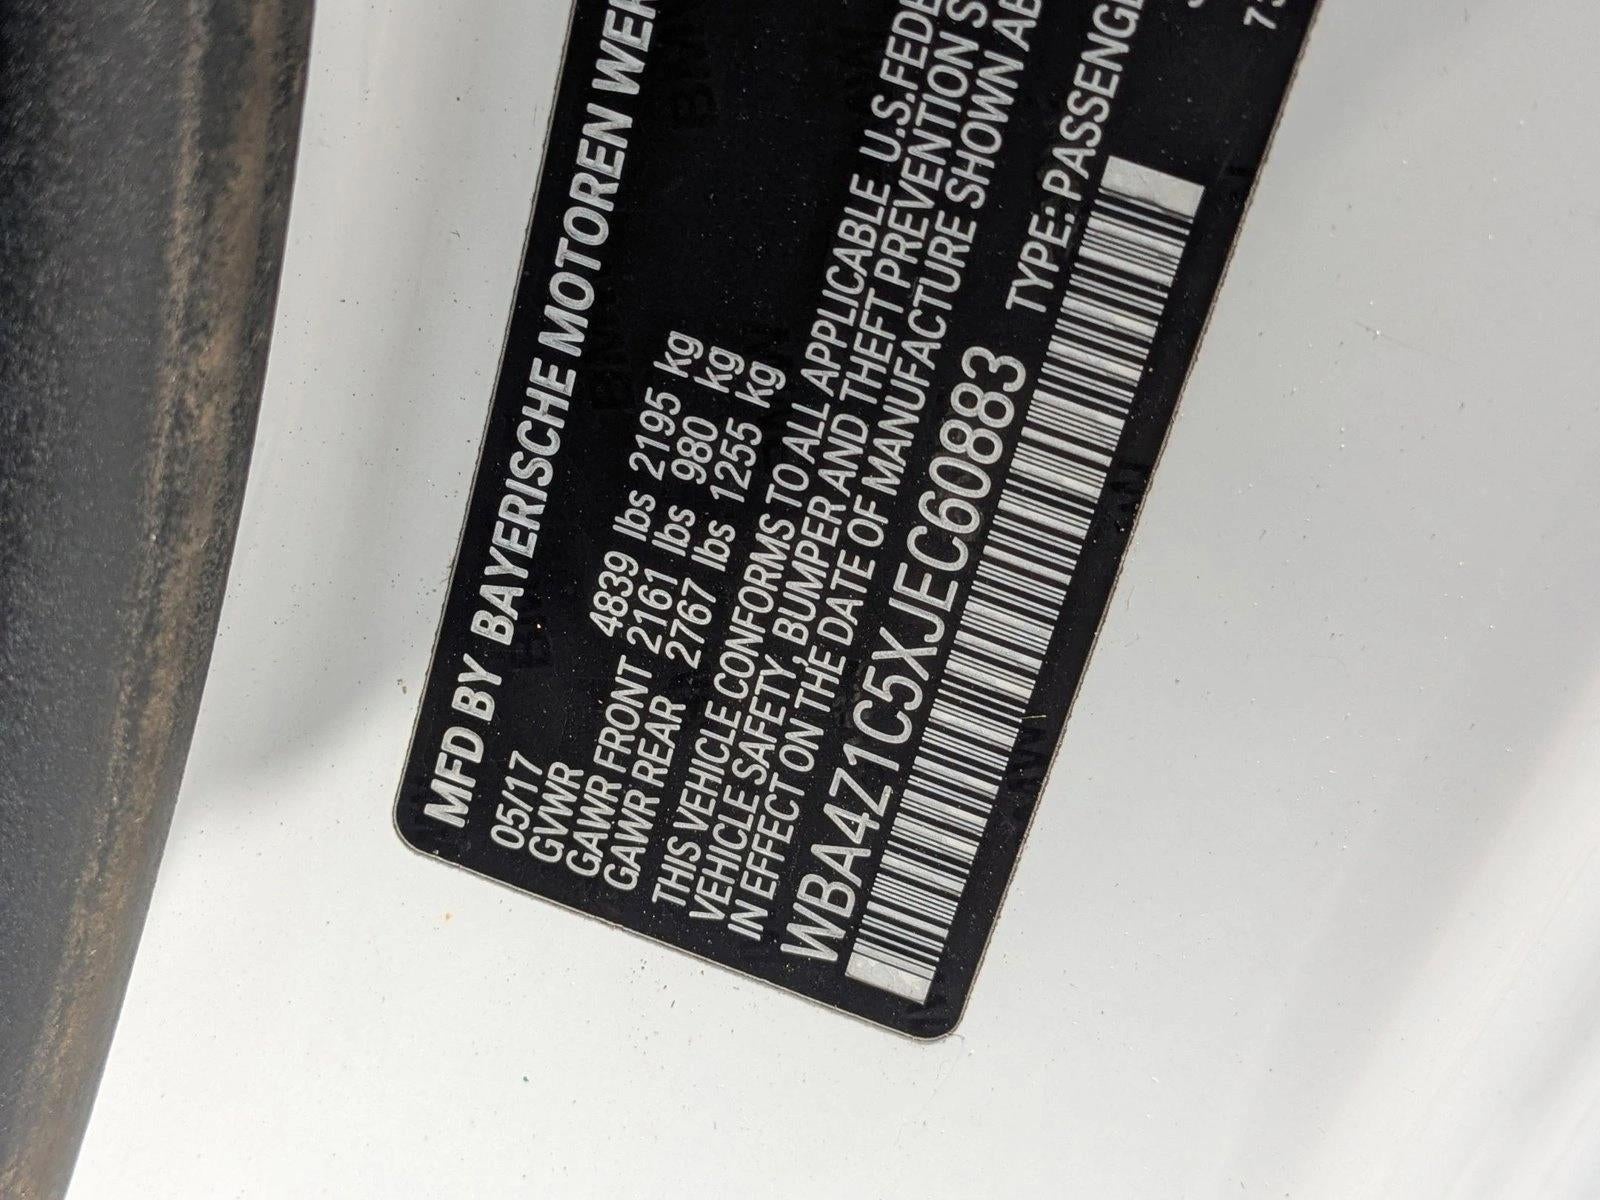 MFD BY BAYERISCHE MOTOREN WER
05/17
GVWR 4839 lbs 2195 kg
GAWR FRONT 2161 lbs 980 kg
GAWR REAR 2767 lbs 1255 kg
THIS VEHICLE CONFORMS TO ALL APPLICABLE U.S.FEDE
VEHICLE SAFETY, BUMPER AND THEFT PREVENTION S
IN EFFECT ON THE DATE OF MANUFACTURE SHOWN AB
WBA4Z1C5XJEC60883 TYPE: PASSENGE